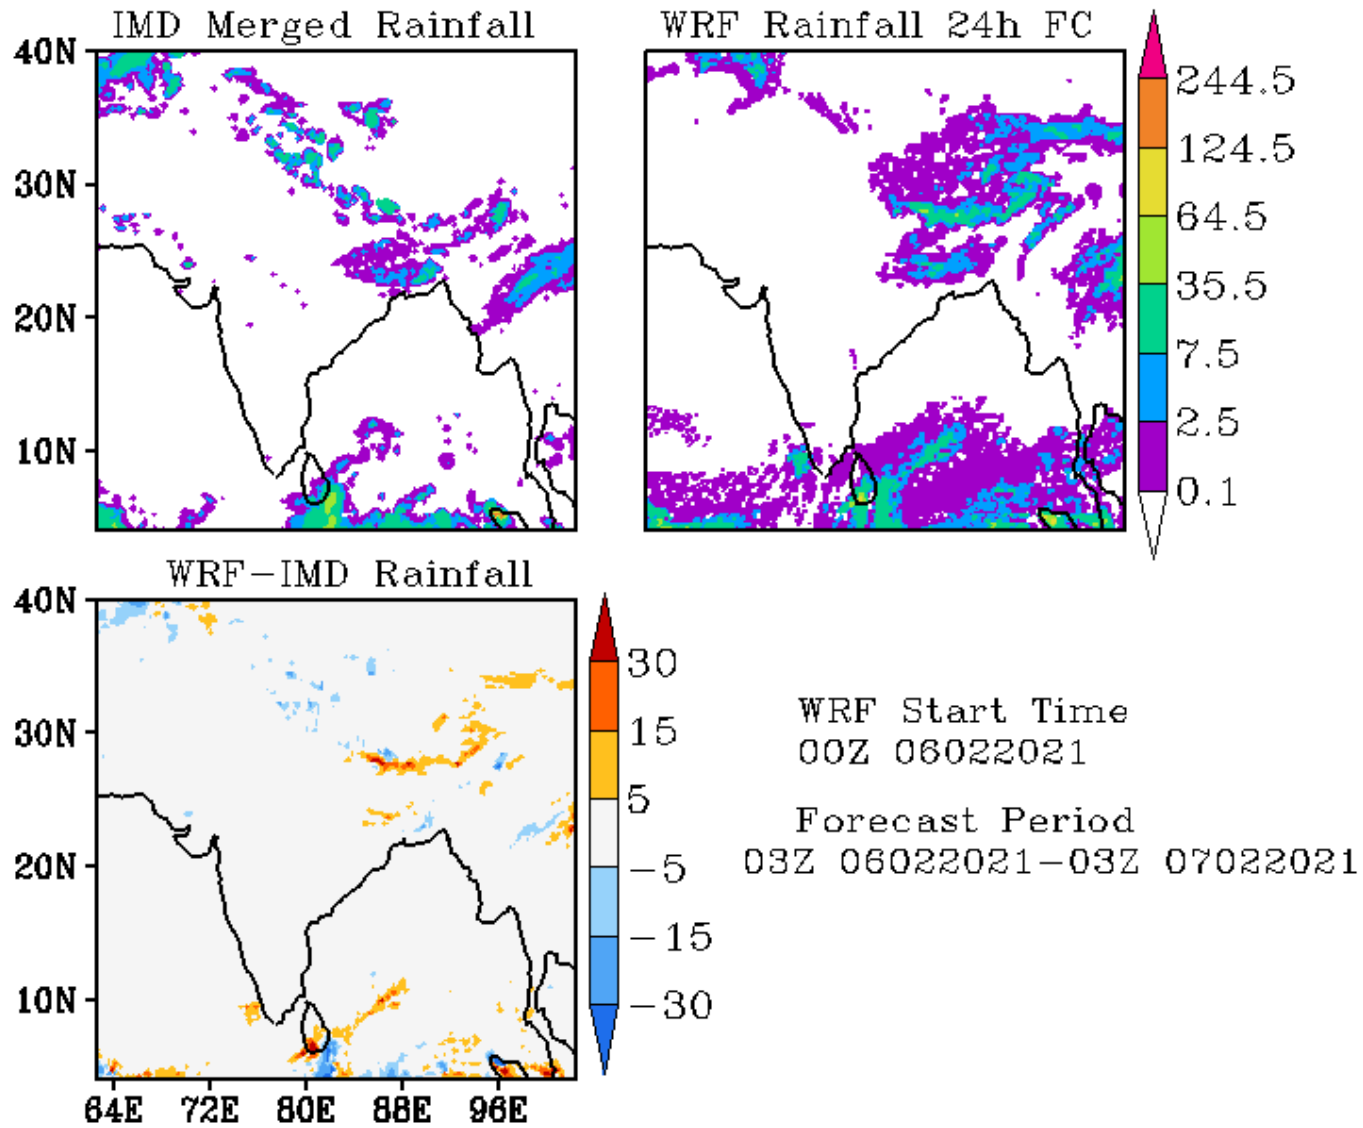 IMD Merged Rainfall
WRF Rainfall 24h FC
40N
30N
20N
10N
244.5
124.5
64.5
35.5
7.5
2.5
0.1
WRF-IMD Rainfall
40N
30N
20N
10N
64E 72E 80E 88E 96E
30
15
5
-5
-15
-30
WRF Start Time
00Z 06022021
Forecast Period
03Z 06022021-03Z 07022021